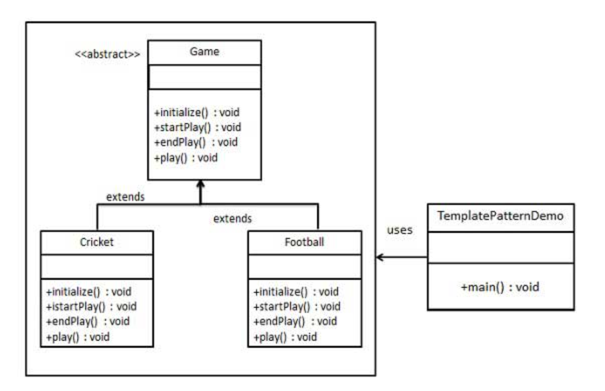 <<abstract>>
Game
+initialize() : void
+startPlay() : void
+endPlay() : void
+play() : void
extends
extends
Cricket
+initialize() : void
+istartPlay() : void
+endPlay() : void
+play() : void
Football
+initialize() : void
+startPlay() : void
+endPlay() : void
+play() : void
uses
TemplatePatternDemo
+main() : void